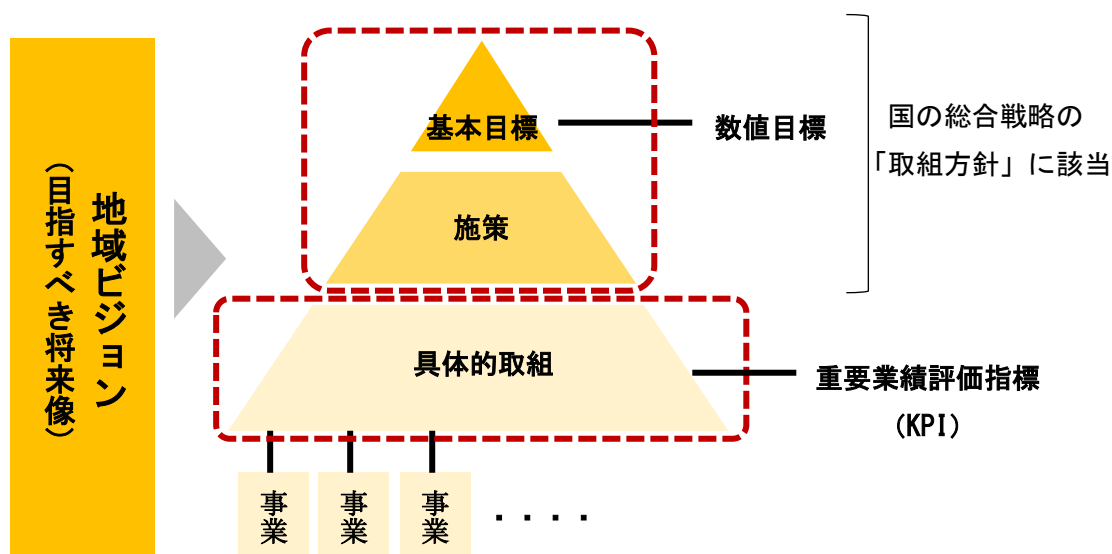 地域ビジョン
（目指すべき将来像）
基本目標
数値目標
国の総合戦略の
「取組方針」に該当
施策
具体的取組
重要業績評価指標
(KPI)
事業
事業
事業
・・・・